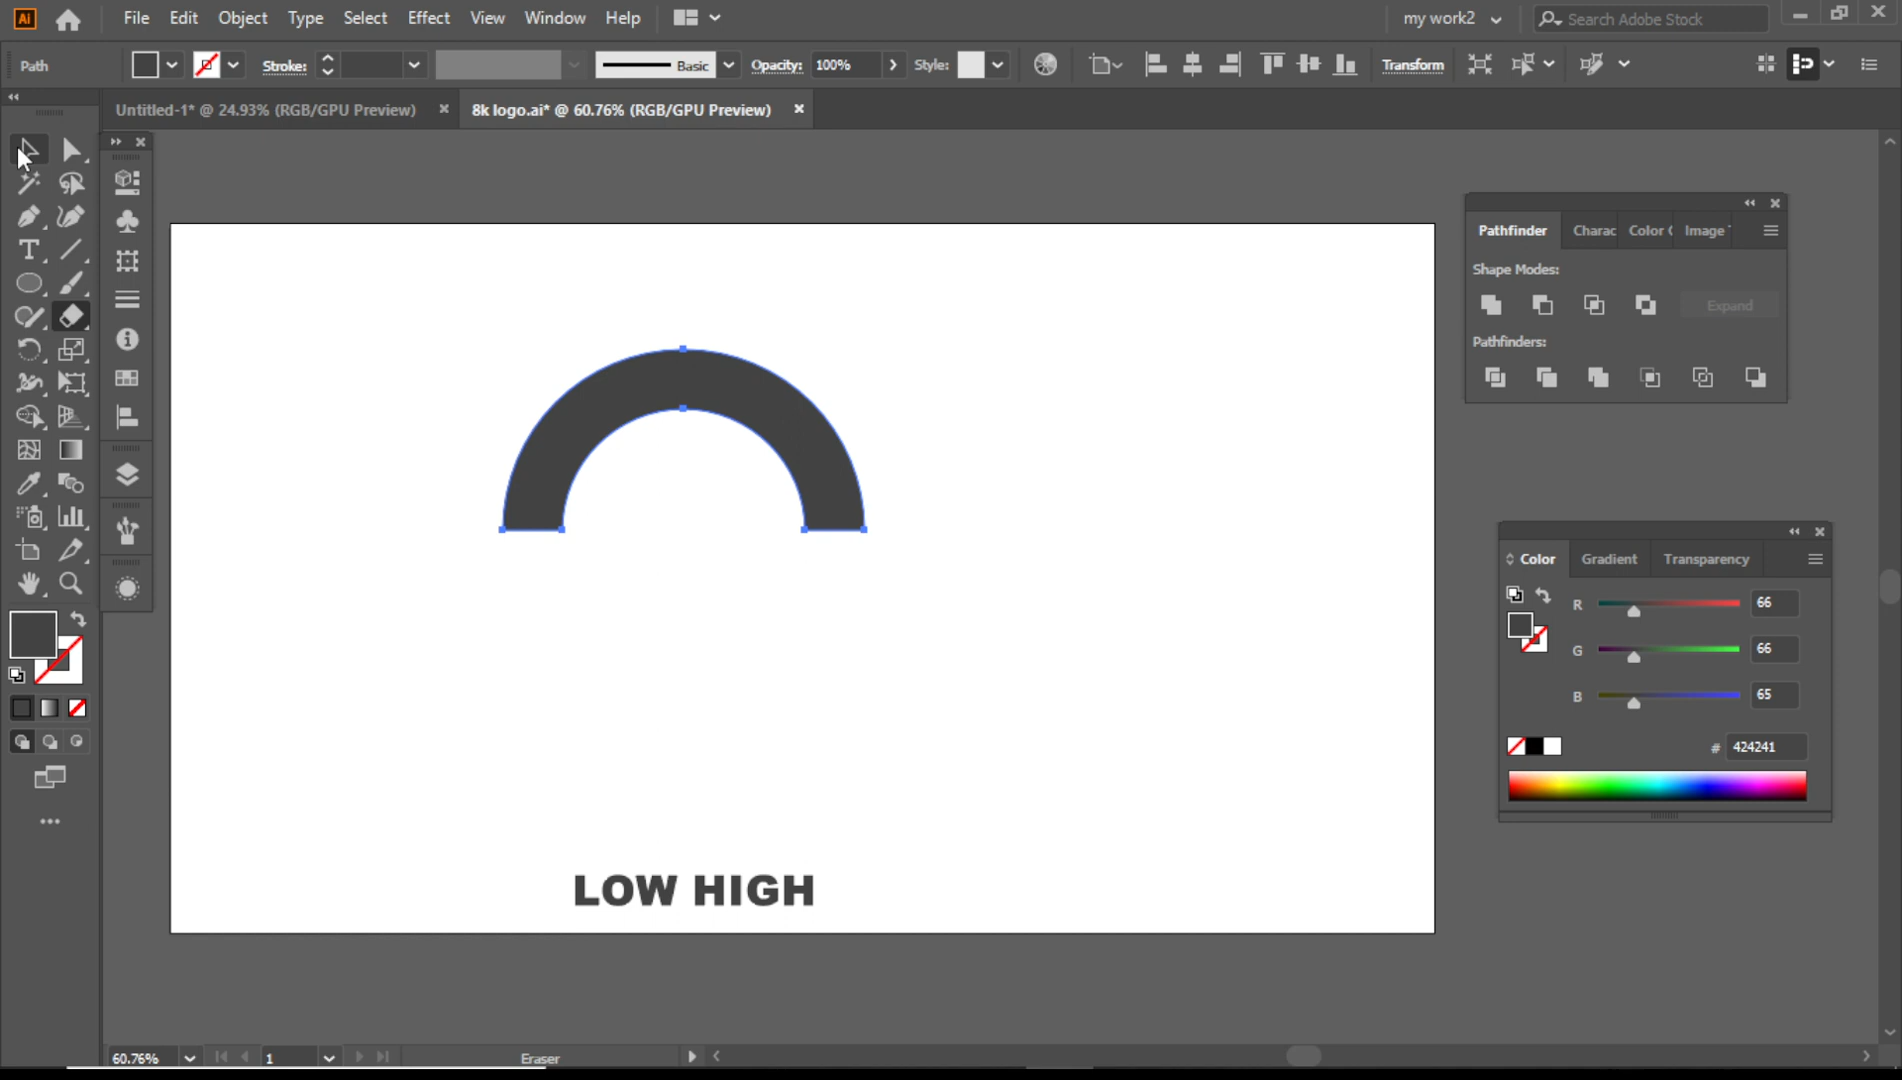 Ai File Edit Object Type Select Effect View Window Help my work2 Search Adobe Stock
Path Stroke: Basic Opacity: 100% Style: Transform
Untitled-1* @ 24.93% (RGB/GPU Preview) 8k logo.ai* @ 60.76% (RGB/GPU Preview)
Pathfinder Charac Color Image
Shape Modes:
Expand
Pathfinders:
Color Gradient Transparency
R 66
G 66
B 65
# 424241
LOW HIGH
60.76% 1 Eraser